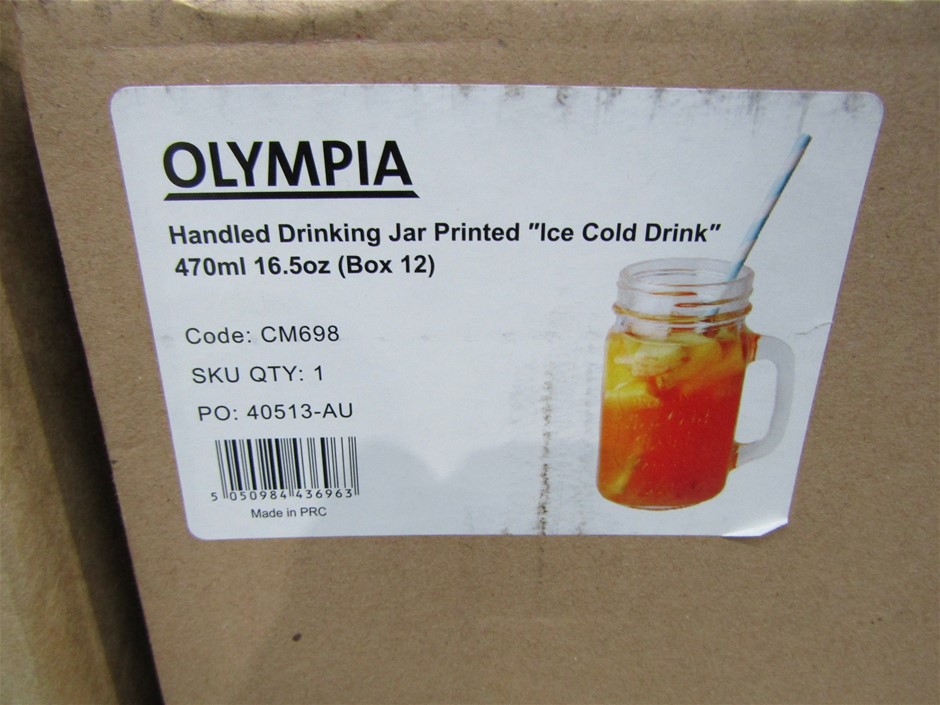 OLYMPIA
Handled Drinking Jar Printed "Ice Cold Drink"
470ml 16.5oz (Box 12)
Code: CM698
SKU QTY: 1
PO: 40513-AU
5 050984 436963
Made in PRC